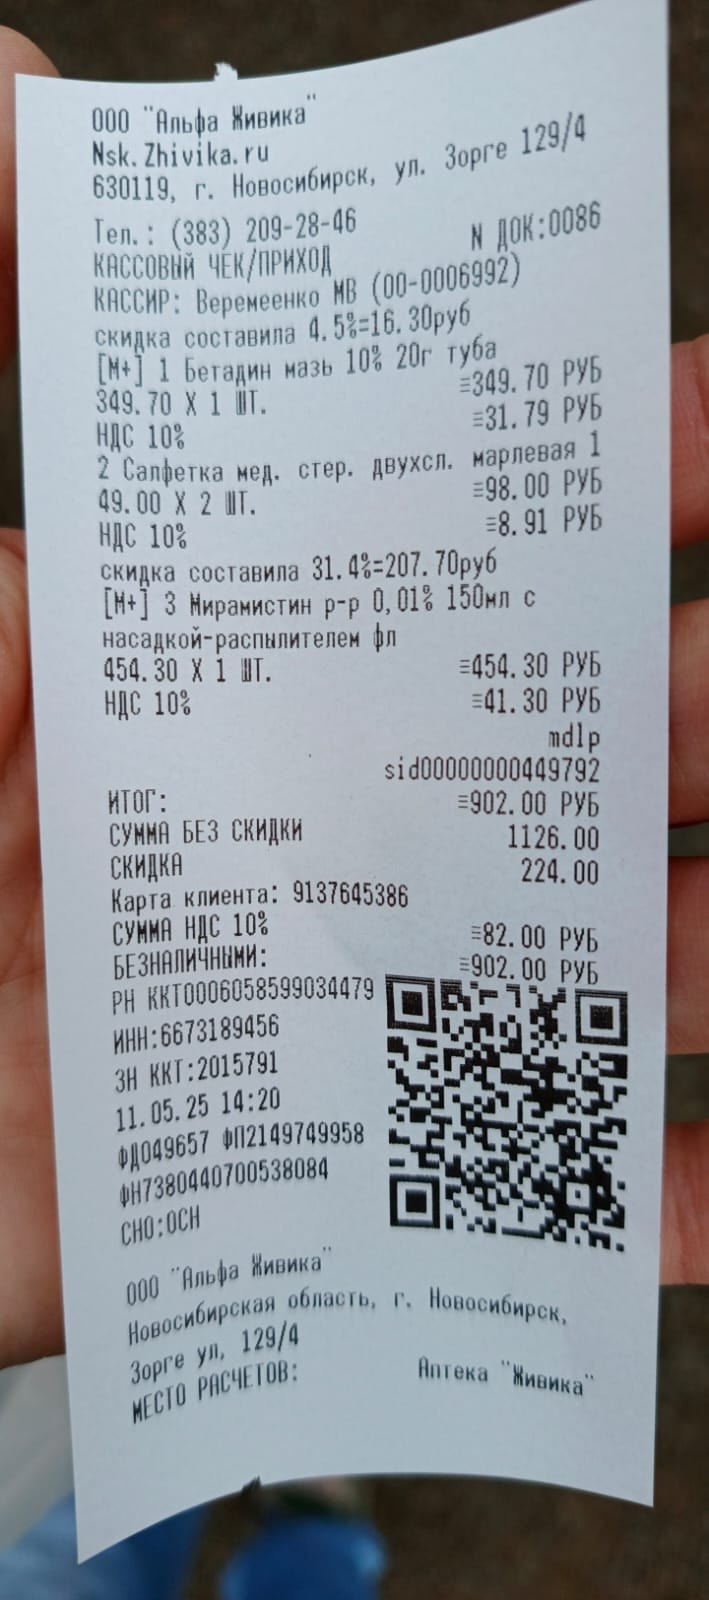 ООО "Альфа Живика"
Nsk.Zhivika.ru
630119, г. Новосибирск, ул. Зорге 129/4
Тел.: (383) 209-28-46
N ДОК:0086
КАССОВЫЙ ЧЕК/ПРИХОД
КАССИР: Веремеенко МВ (00-0006992)
скидка составила 4.5%=16.30руб
[M+] 1 Бетадин мазь 10% 20г туба
349.70 X 1 ШТ. ≡349.70 РУБ
НДС 10% ≡31.79 РУБ
2 Салфетка мед. стер. двухсл. марлевая 1
49.00 X 2 ШТ. ≡98.00 РУБ
НДС 10% ≡8.91 РУБ
скидка составила 31.4%=207.70руб
[M+] 3 Мирамистин р-р 0,01% 150мл с
насадкой-распылителем фл
454.30 X 1 ШТ. ≡454.30 РУБ
НДС 10% ≡41.30 РУБ
mdlp
sid00000000449792
ИТОГ: ≡902.00 РУБ
СУММА БЕЗ СКИДКИ 1126.00
СКИДКА 224.00
Карта клиента: 9137645386
СУММА НДС 10% ≡82.00 РУБ
БЕЗНАЛИЧНЫМИ: ≡902.00 РУБ
РН ККТ0006058599034479
ИНН:6673189456
ЗН ККТ:2015791
11.05.25 14:20
ФД049657 ФП2149749958
ФН7380440700538084
СНО:ОСН
ООО "Альфа Живика"
Новосибирская область, г. Новосибирск,
Зорге ул, 129/4
МЕСТО РАСЧЕТОВ: Аптека "Живика"